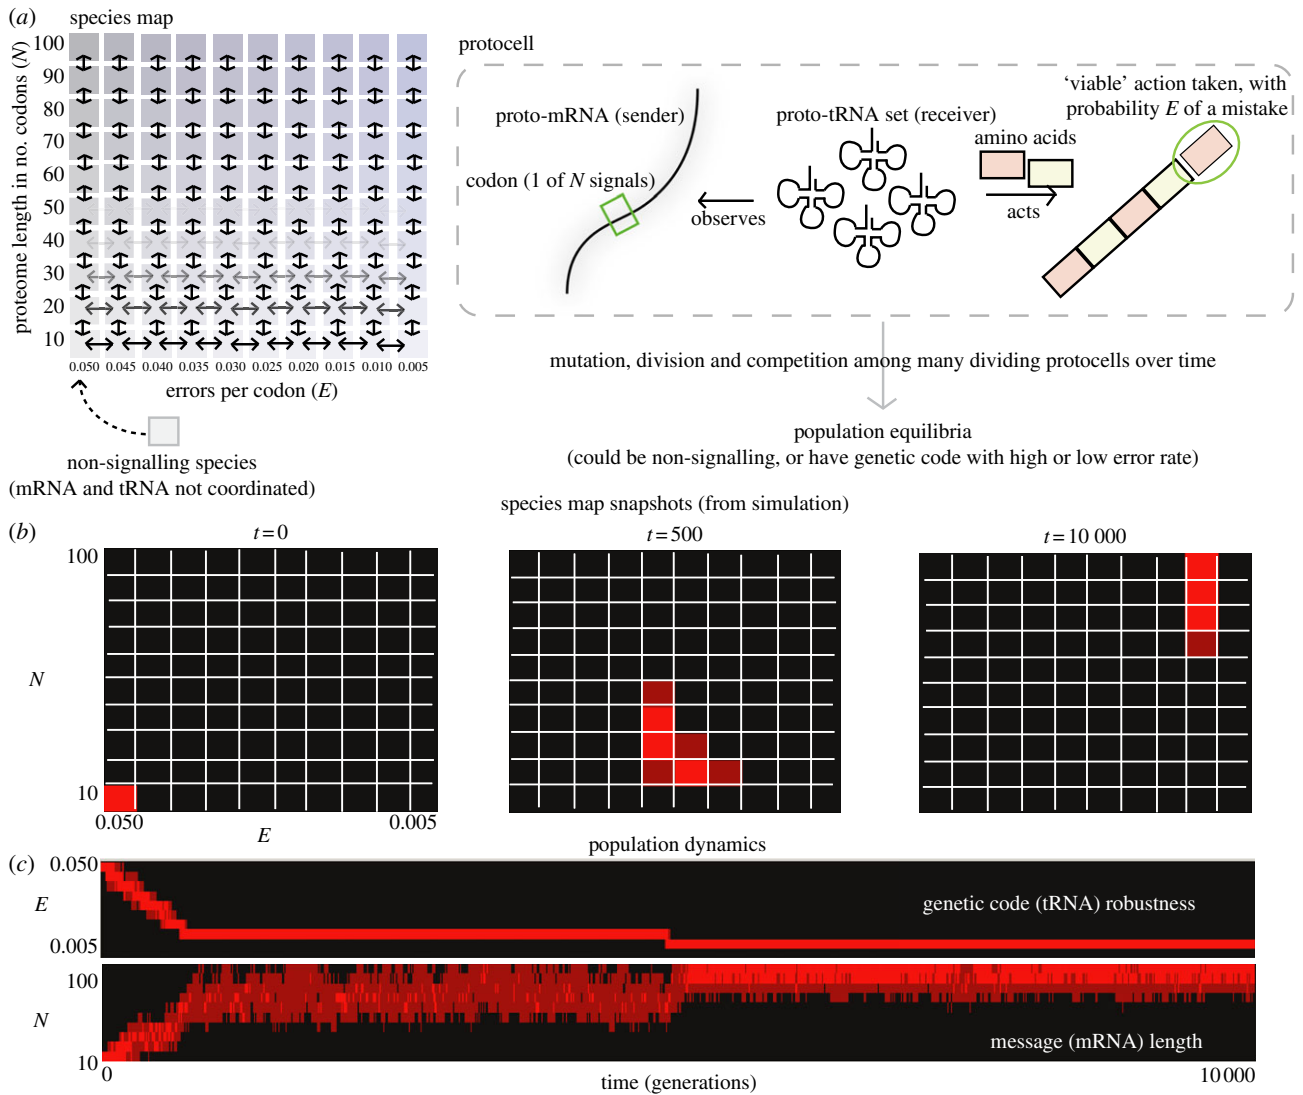 (a) species map
100
90
80
70
60
50
40
30
20
10
proteome length in no. codons (N)
0.050 0.045 0.040 0.035 0.030 0.025 0.020 0.015 0.010 0.005
errors per codon (E)
non-signalling species
(mRNA and tRNA not coordinated)
protocell
proto-mRNA (sender)
codon (1 of N signals)
observes
proto-tRNA set (receiver)
amino acids
acts
‘viable’ action taken, with
probability E of a mistake
mutation, division and competition among many dividing protocells over time
population equilibria
(could be non-signalling, or have genetic code with high or low error rate)
species map snapshots (from simulation)
(b)
t = 0
t = 500
t = 10 000
100
N
10
0.050
0.005
E
population dynamics
(c)
0.050
E
0.005
genetic code (tRNA) robustness
100
N
10
message (mRNA) length
0
10 000
time (generations)